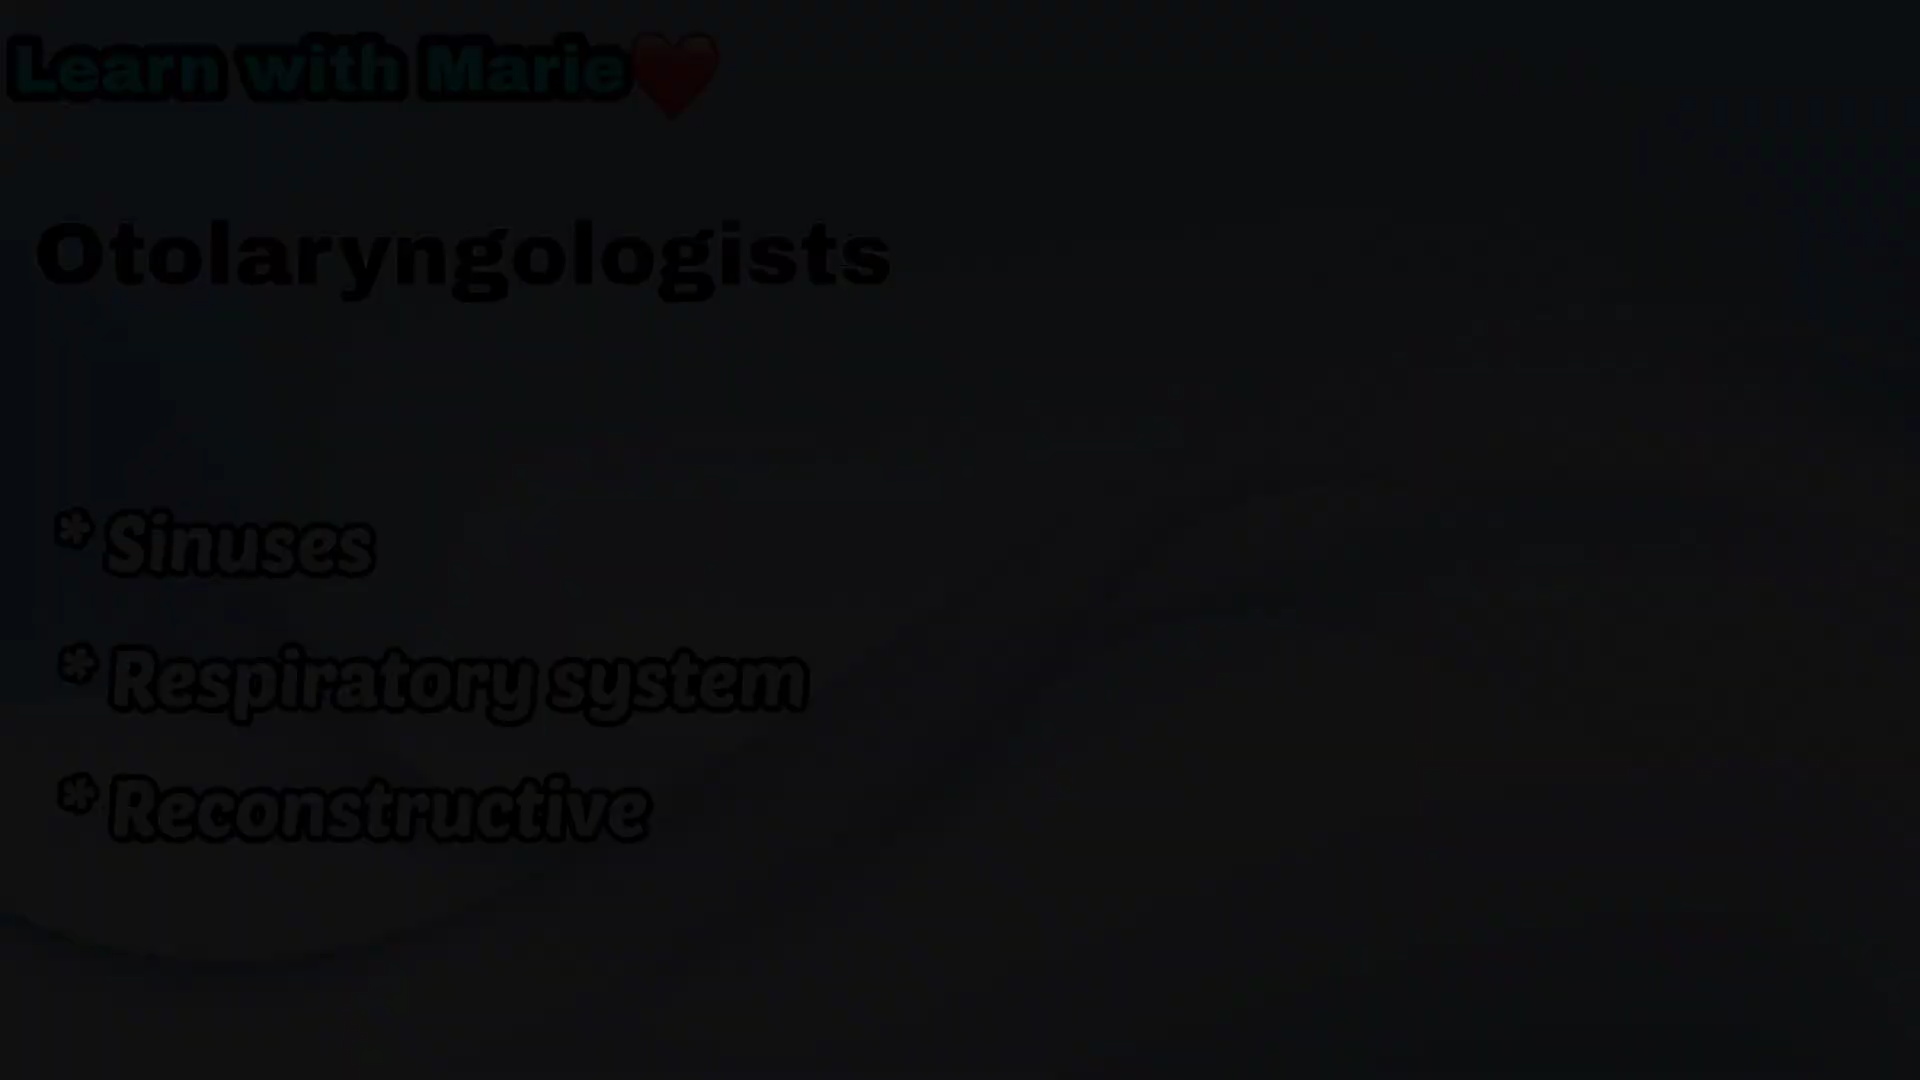 Learn with Marie❤️
Otolaryngologists
* Sinuses
* Respiratory system
* Reconstructive